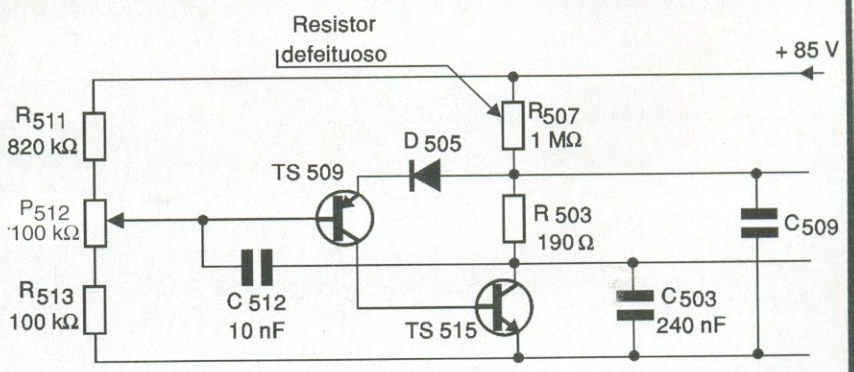 Resistor
defeituoso
+ 85 V
R511
820 kΩ
R507
1 MΩ
D 505
TS 509
P512
100 kΩ
R 503
190 Ω
C509
R513
100 kΩ
C 512
10 nF
TS 515
C503
240 nF